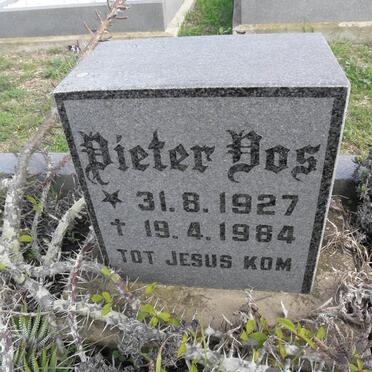 Pieter Vos
* 31.8.1927
† 19.4.1984
TOT JESUS KOM